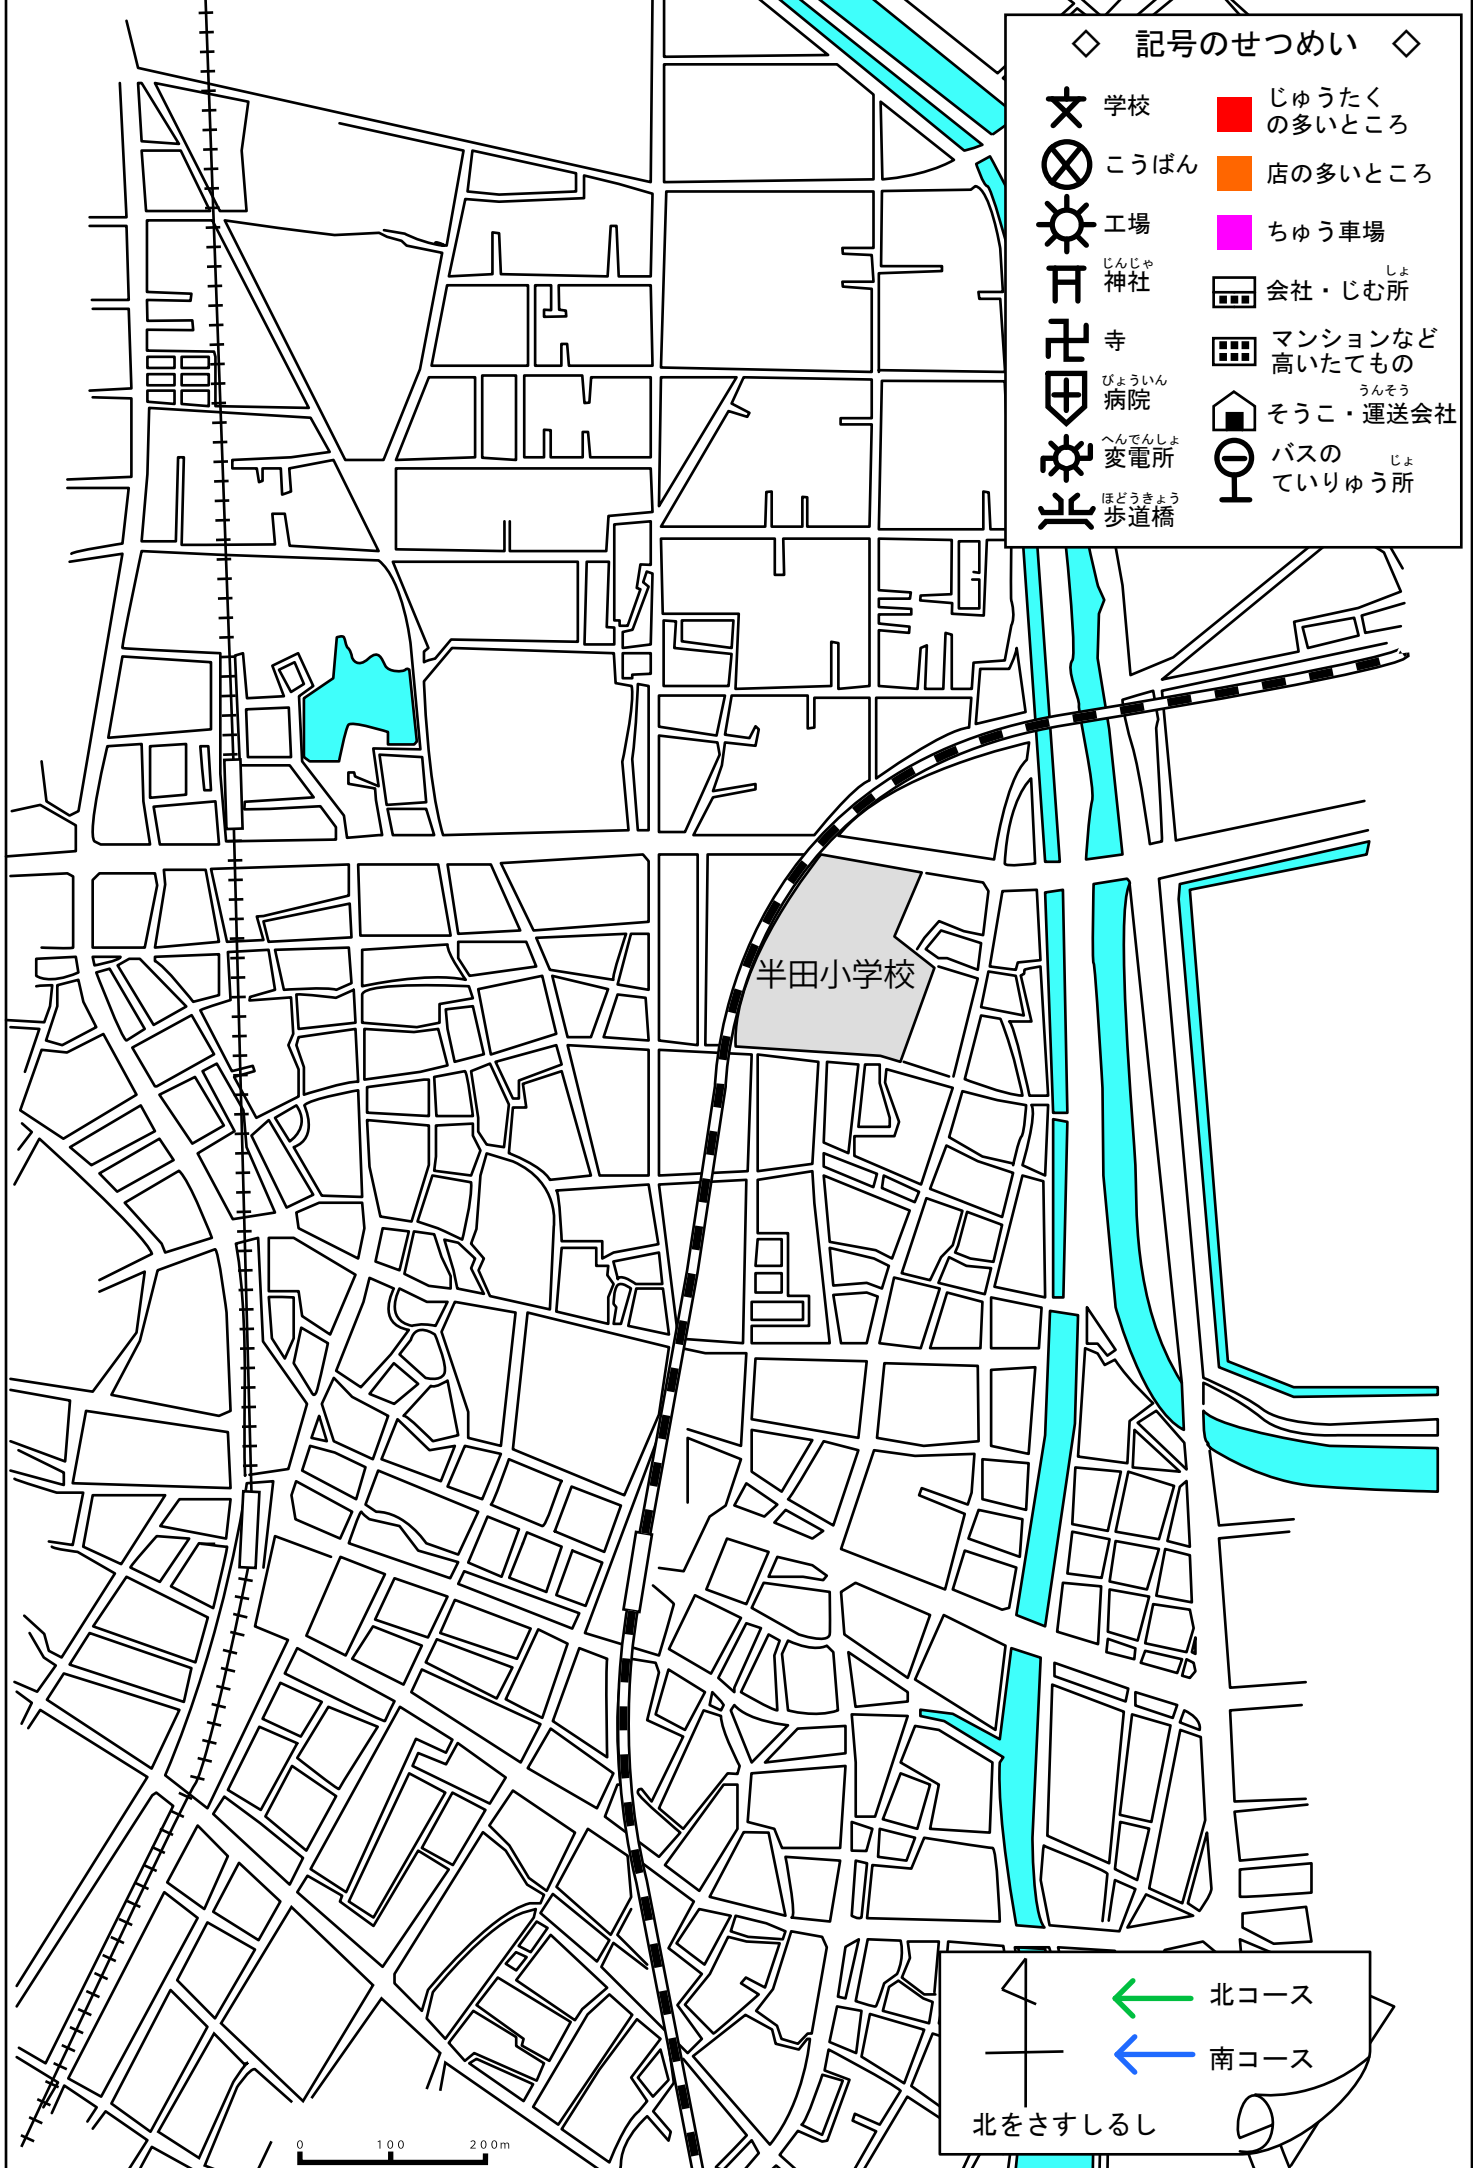 ◇ 記号のせつめい ◇
学校
こうばん
工場
じんじゃ
神社
寺
びょういん
病院
へんでんしょ
変電所
ほどうきょう
歩道橋
じゅうたく
の多いところ
店の多いところ
ちゅう車場
しょ
会社・じむ所
マンションなど
高いたてもの
うんそう
そうこ・運送会社
バスの
じょ
ていりゅう所
半田小学校
北コース
南コース
北をさすしるし
0 100 200m